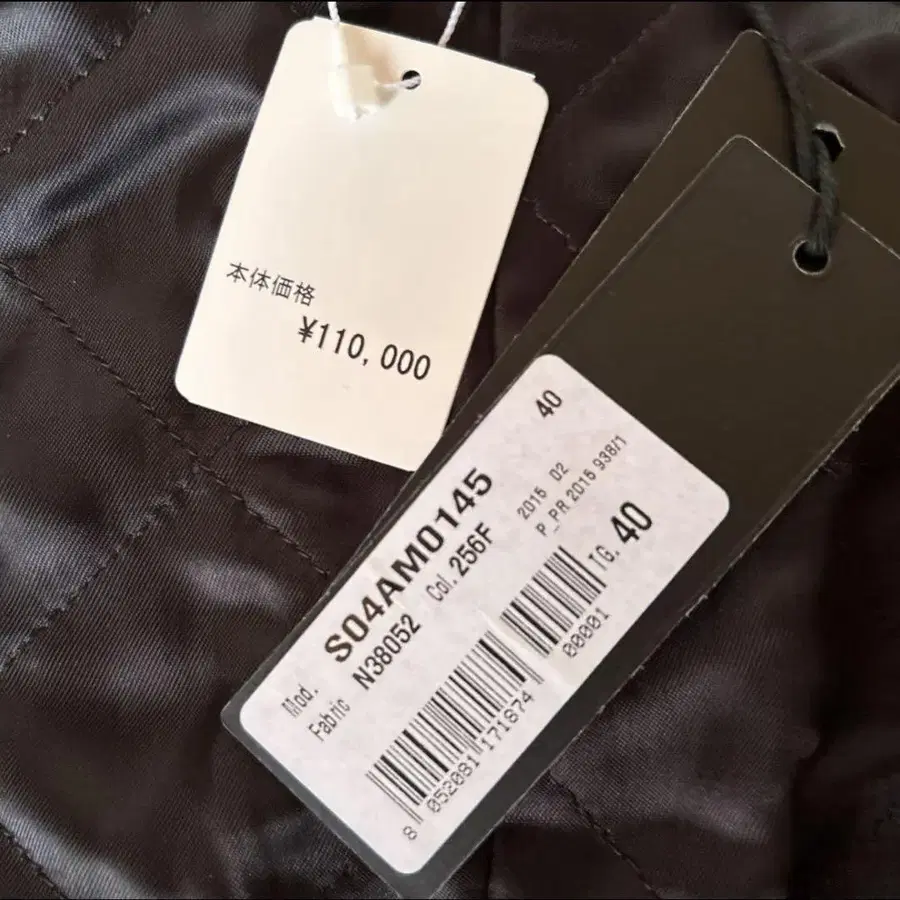 本体価格
¥110,000
40
Mod. S04AM0145
Fabric N38052 Col. 256F
2015 02
P_PR 2015 938/1
TG. 40
8 052081 171874
00001